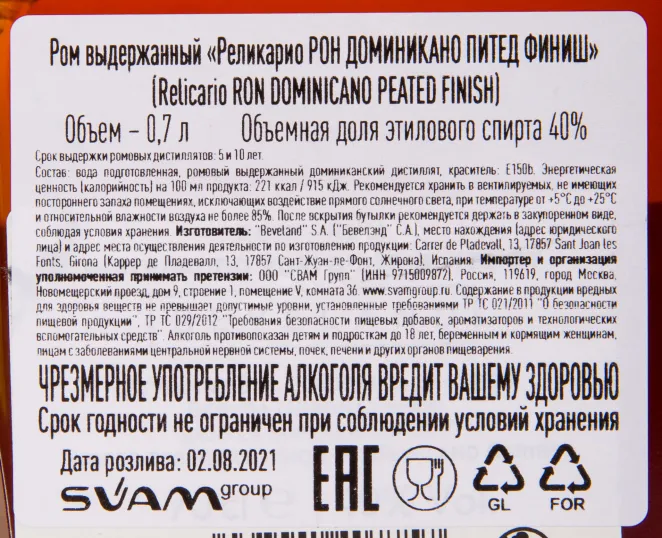 Ром выдержанный «Реликарио РОН ДОМИНИКАНО ПИТЕД ФИНИШ»
(Relicario RON DOMINICANO PEATED FINISH)
Объем – 0,7 л Объемная доля этилового спирта 40%
Срок выдержки ромовых дистиллятов: 5 и 10 лет.
Состав: вода подготовленная, ромовый выдержанный доминиканский дистиллят, краситель: E150b. Энергетическая
ценность (калорийность) на 100 мл продукта: 221 ккал / 915 кДж. Рекомендуется хранить в вентилируемых, не имеющих
постороннего запаха помещениях, исключающих воздействие прямого солнечного света, при температуре от +5°С до +25°С
и относительной влажности воздуха не более 85%. После вскрытия бутылки рекомендуется держать в закупоренном виде,
соблюдая условия хранения. Изготовитель: "Beveland" S.A. ("Бевелэнд" С.А.), место нахождения (адрес юридического
лица) и адрес места осуществления деятельности по изготовлению продукции: Carrer de Pladevall, 13, 17857 Sant Joan les
Fonts, Girona (Каррер де Пладевалл, 13, 17857 Сант-Жуэн-ле-Фонт, Жирона), Испания. Импортер и организация
уполномоченная принимать претензии: ООО "СВАМ Групп" (ИНН 9715009872), Россия, 119619, город Москва,
Новомещерский проезд, дом 9, строение 1, помещение V, комната 36 www.svamgroup.ru. Содержание в продукции вредных
для здоровья веществ не превышает допустимые уровни, установленные требованиями ТР ТС 021/2011 "О безопасности
пищевой продукции", ТР ТС 029/2012 "Требования безопасности пищевых добавок, ароматизаторов и технологических
вспомогательных средств". Алкоголь противопоказан детям и подросткам до 18 лет, беременным и кормящим женщинам,
лицам с заболеваниями центральной нервной системы, почек, печени и других органов пищеварения.
ЧРЕЗМЕРНОЕ УПОТРЕБЛЕНИЕ АЛКОГОЛЯ ВРЕДИТ ВАШЕМУ ЗДОРОВЬЮ
Срок годности не ограничен при соблюдении условий хранения
Дата розлива: 02.08.2021
SVAM group
EAC
GL
FOR